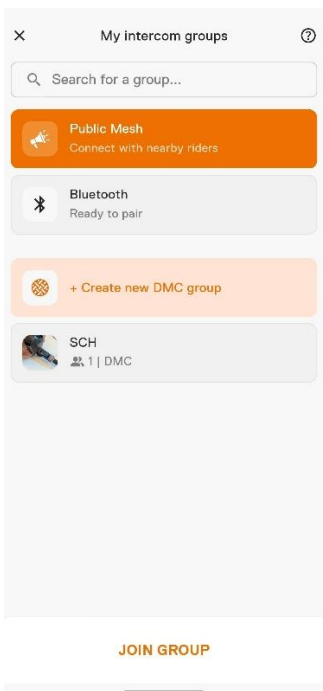 My intercom groups
Search for a group...
Public Mesh
Connect with nearby riders
Bluetooth
Ready to pair
+ Create new DMC group
SCH
1 | DMC
JOIN GROUP